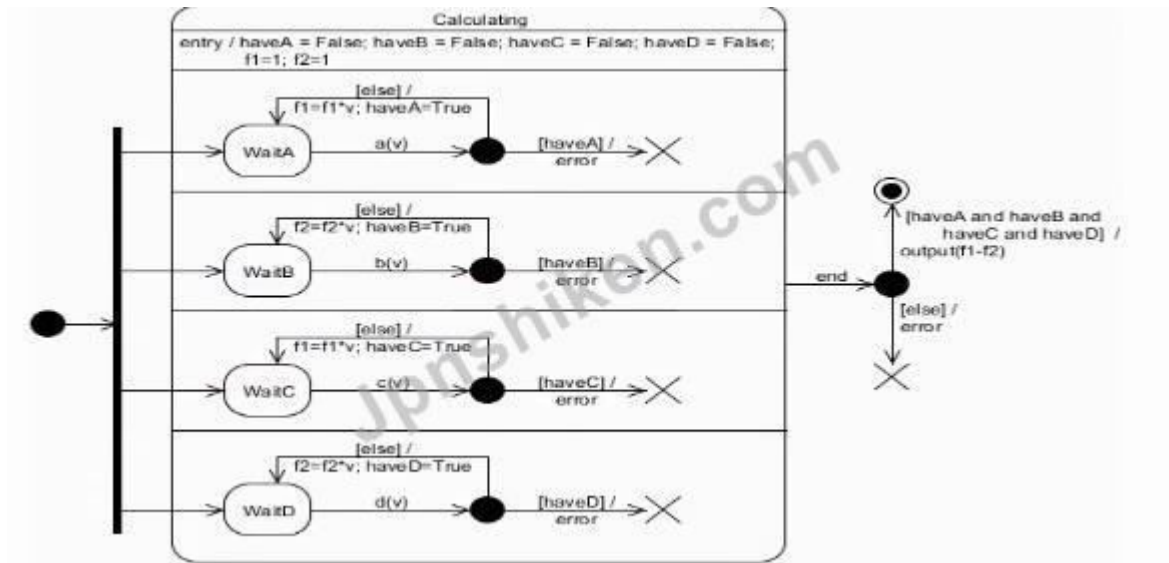 Calculating
entry / haveA = False; haveB = False; haveC = False; haveD = False;
f1=1; f2=1
[else] /
f1=f1*v; haveA=True
WaitA
a(v)
[haveA] /
error
[else] /
f2=f2*v; haveB=True
WaitB
b(v)
[haveB] /
error
[else] /
f1=f1*v; haveC=True
WaitC
c(v)
[haveC] /
error
[else] /
f2=f2*v; haveD=True
WaitD
d(v)
[haveD] /
error
end
[haveA and haveB and
haveC and haveD] /
output(f1-f2)
[else] /
error
Jpnshiken.com